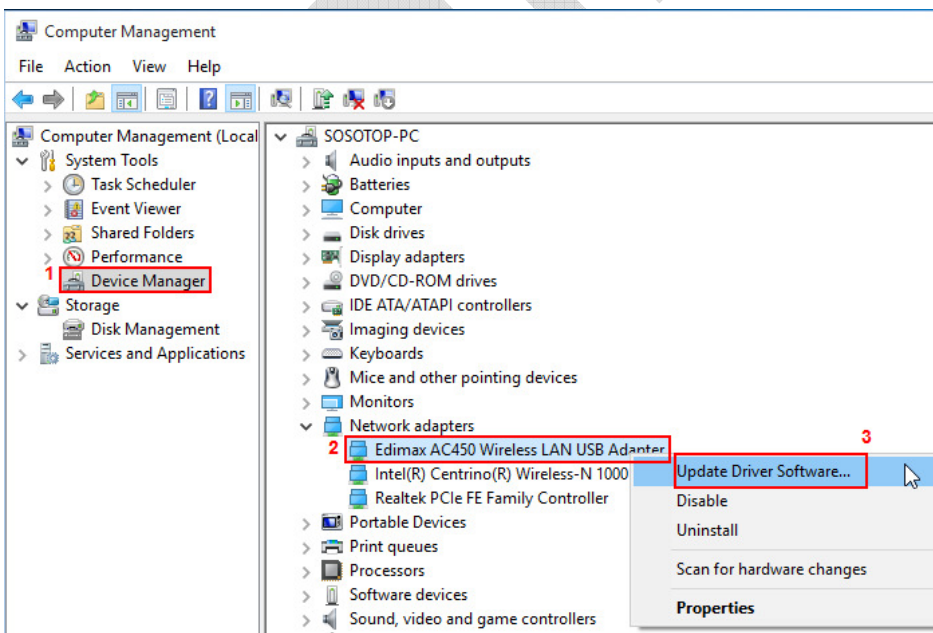 Computer Management
File Action View Help
Computer Management (Local
System Tools
Task Scheduler
Event Viewer
Shared Folders
Performance
1 Device Manager
Storage
Disk Management
Services and Applications
SOSOTOP-PC
Audio inputs and outputs
Batteries
Computer
Disk drives
Display adapters
DVD/CD-ROM drives
IDE ATA/ATAPI controllers
Imaging devices
Keyboards
Mice and other pointing devices
Monitors
Network adapters
2 Edimax AC450 Wireless LAN USB Adapter
Intel(R) Centrino(R) Wireless-N 1000
Realtek PCIe FE Family Controller
Portable Devices
Print queues
Processors
Software devices
Sound, video and game controllers
3
Update Driver Software...
Disable
Uninstall
Scan for hardware changes
Properties